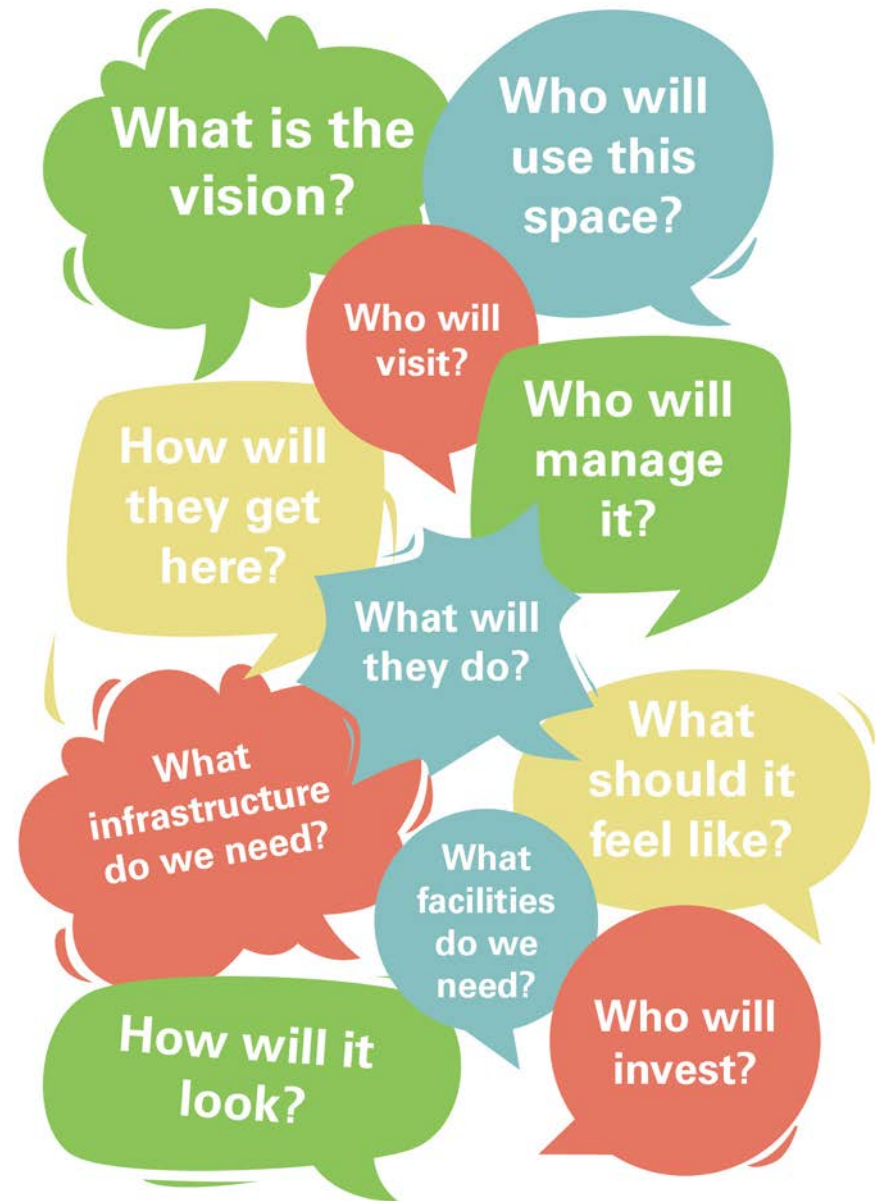 What is the
vision?
Who will
use this
space?
Who will
visit?
Who will
manage
it?
How will
they get
here?
What will
they do?
What
should it
feel like?
What
infrastructure
do we need?
What
facilities
do we
need?
Who will
invest?
How will it
look?